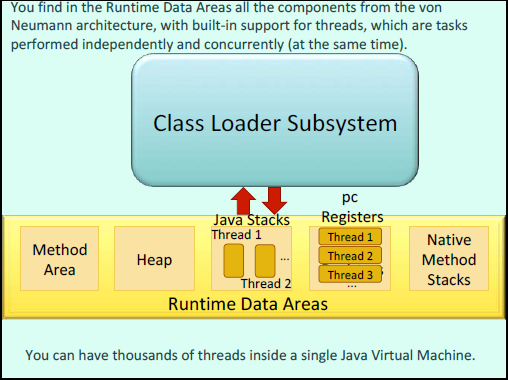 You find in the Runtime Data Areas all the components from the von
Neumann architecture, with built-in support for threads, which are tasks
performed independently and concurrently (at the same time).
Class Loader Subsystem
pc
Registers
Java Stacks
Thread 1
...
Thread 2
Thread 1
Thread 2
Thread 3
...
Method
Area
Heap
Native
Method
Stacks
Runtime Data Areas
You can have thousands of threads inside a single Java Virtual Machine.